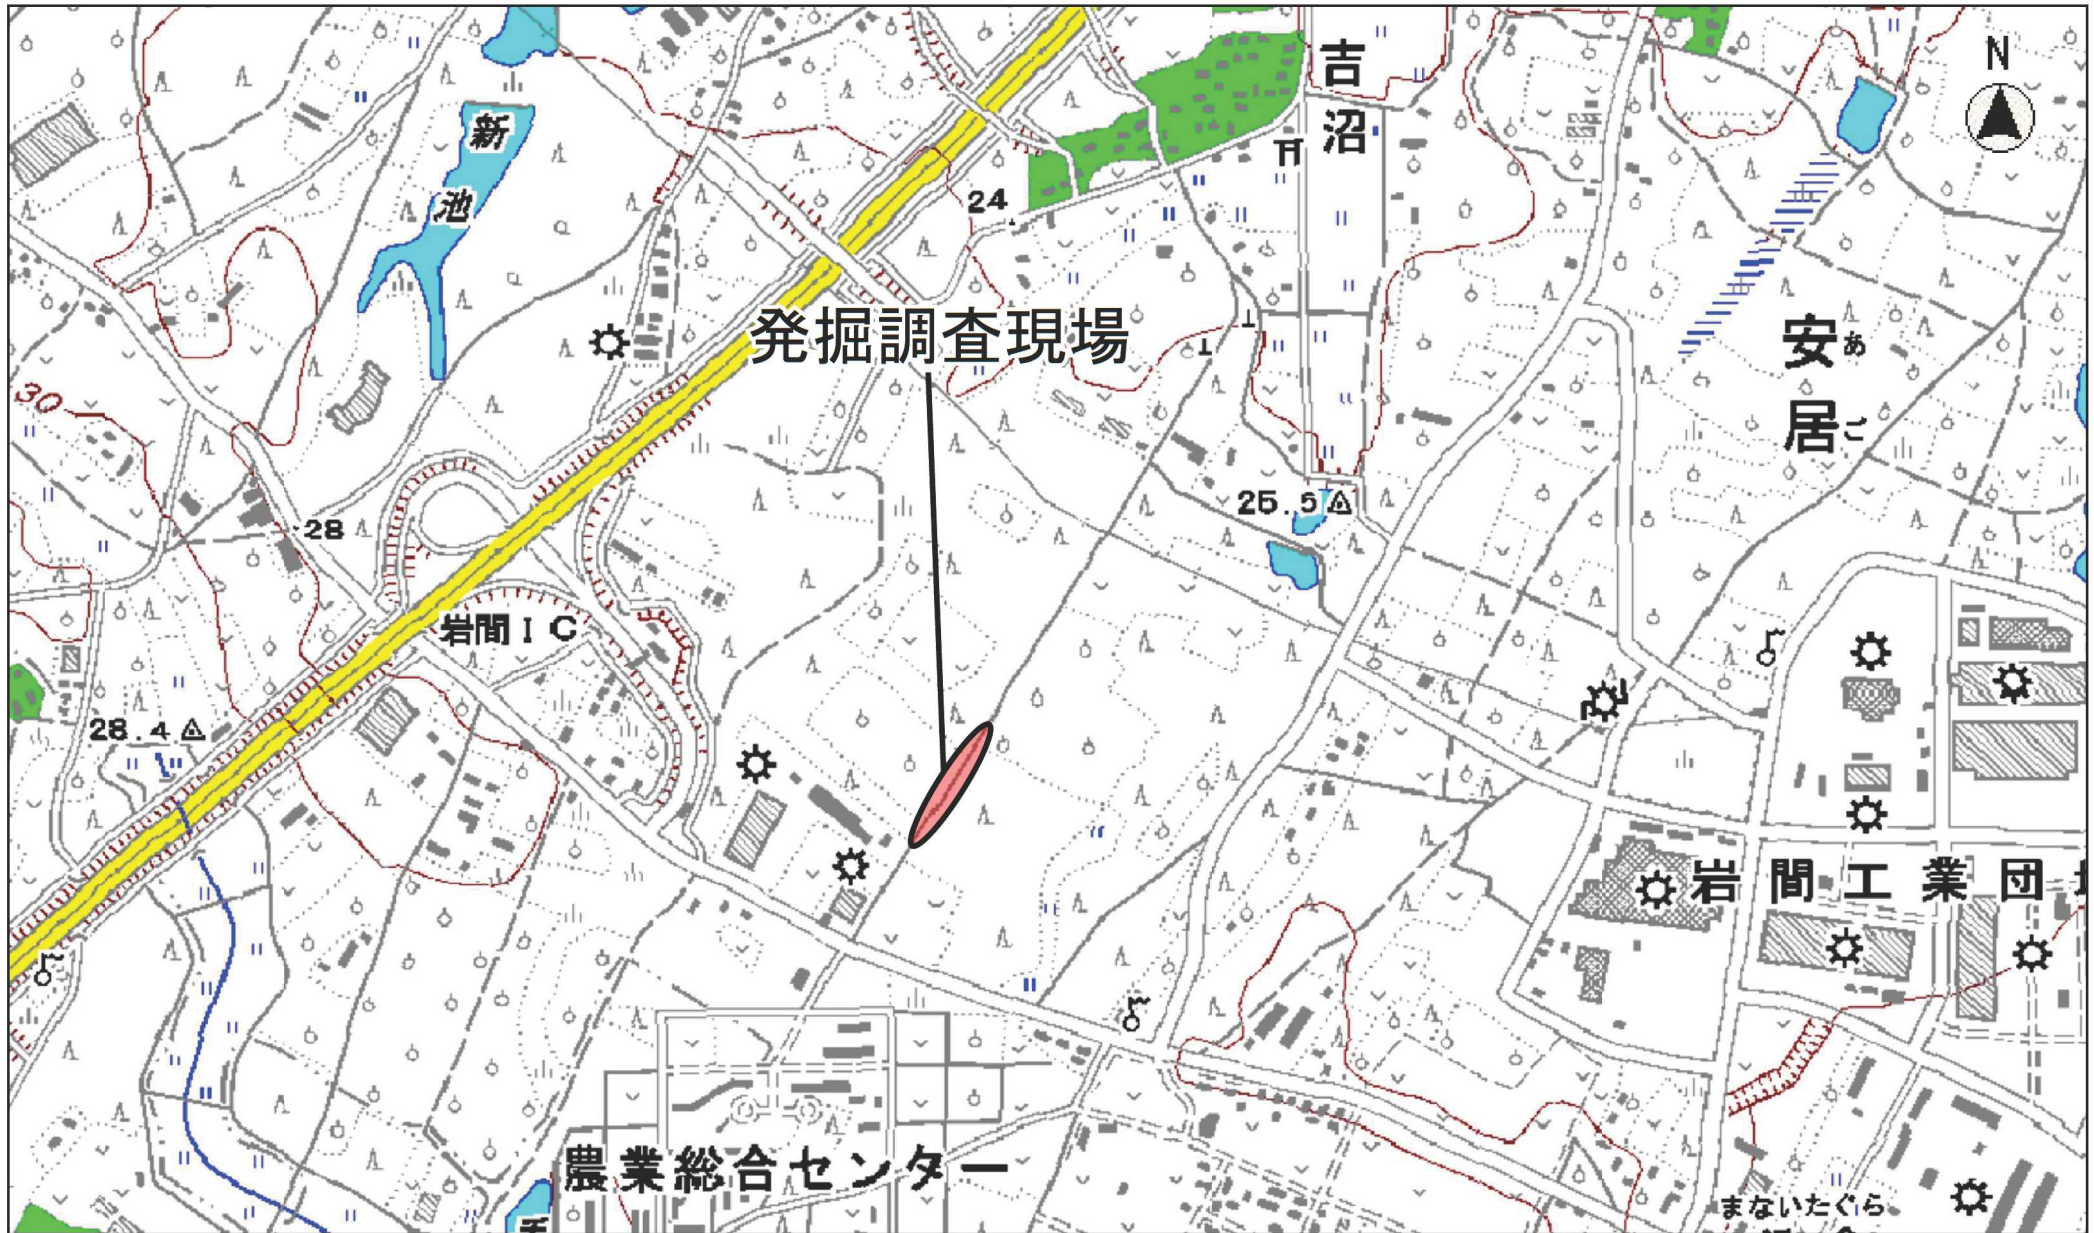 N
吉沼
新池
24
発掘調査現場
安居
あご
30
25.5
28
岩間IC
28.4
岩間工業団
農業総合センター
まないたぐら